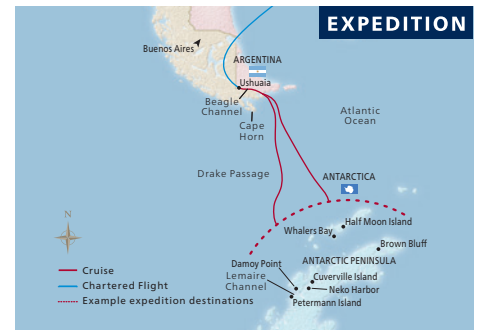 EXPEDITION
Buenos Aires
ARGENTINA
Ushuaia
Beagle
Channel
Cape
Horn
Atlantic
Ocean
Drake Passage
ANTARCTICA
Half Moon Island
Whalers Bay
Brown Bluff
ANTARCTIC PENINSULA
Damoy Point
Lemaire
Channel
Cuverville Island
Neko Harbor
Petermann Island
N
Cruise
Chartered Flight
Example expedition destinations